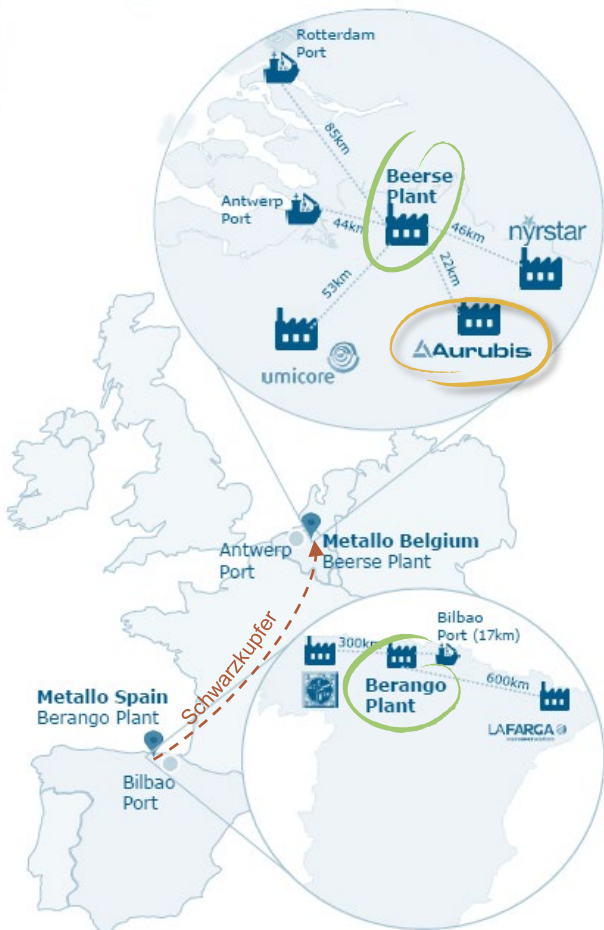 Rotterdam
Port
85km
Beerse
Plant
Antwerp
Port
44km
46km
nyrstar
22km
53km
Aurubis
umicore
Antwerp
Port
Metallo Belgium
Beerse Plant
Schwarzkupfer
Bilbao
Port (17km)
300km
Berango
Plant
600km
LAFARGA
Metallo Spain
Berango Plant
Bilbao
Port